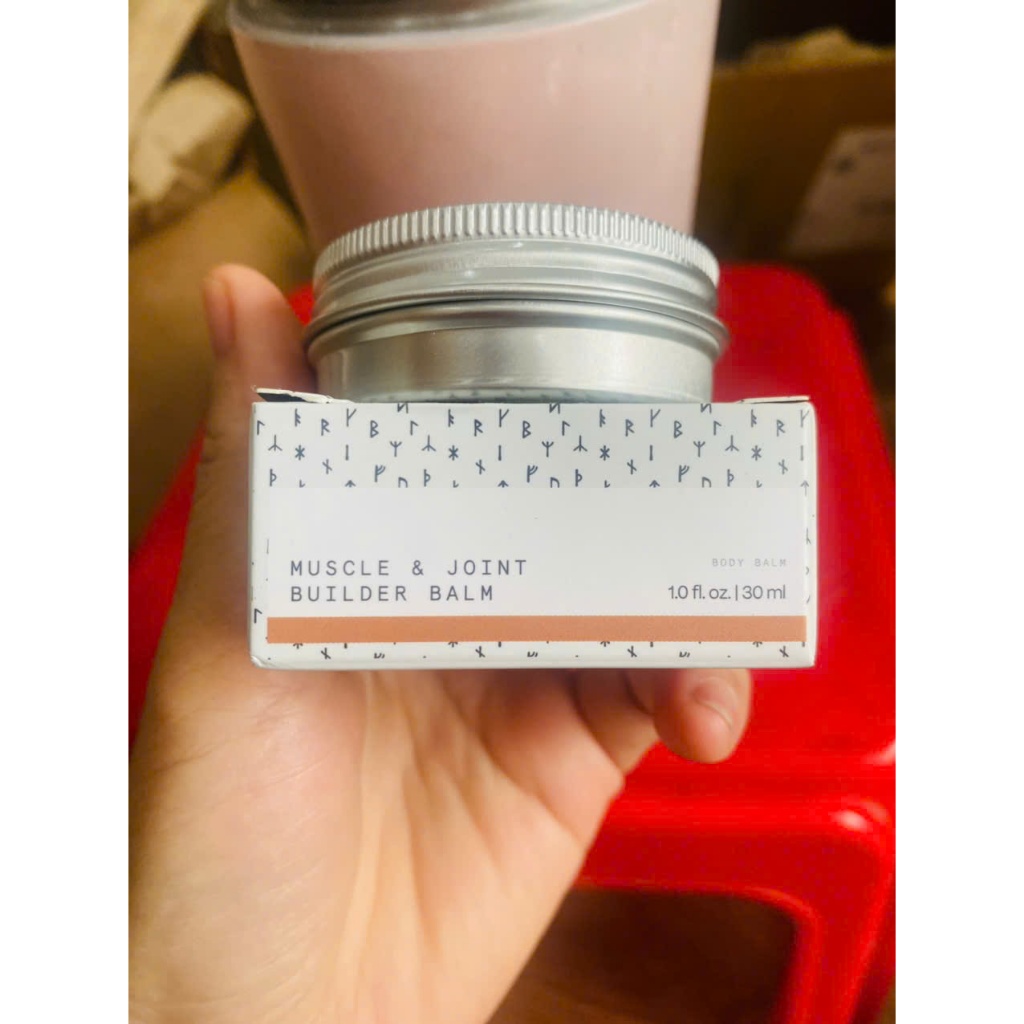 MUSCLE & JOINT
BUILDER BALM
BODY BALM
1.0 fl. oz. | 30 ml